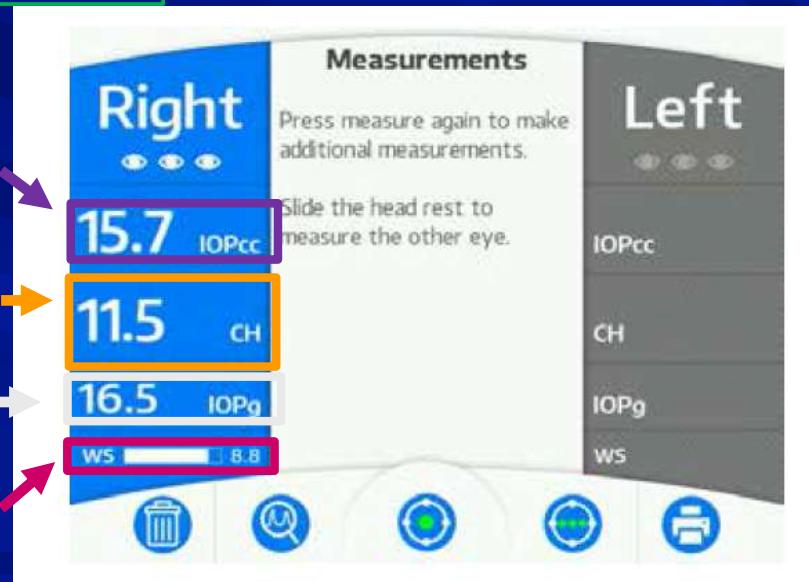 Measurements
Right
Left
Press measure again to make
additional measurements.
Slide the head rest to
measure the other eye.
15.7 IOPcc
11.5 CH
16.5 IOPg
WS 8.8
IOPcc
CH
IOPg
WS